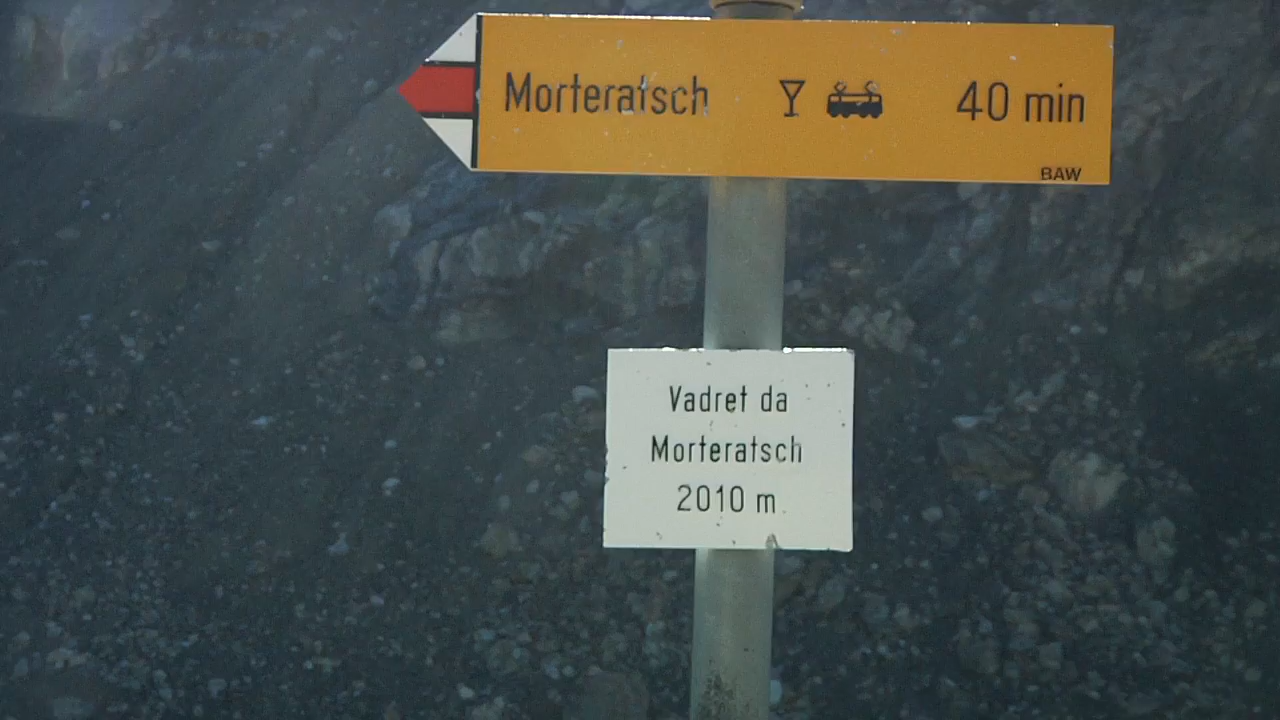 Morteratsch 40 min
BAW
Vadret da
Morteratsch
2010 m